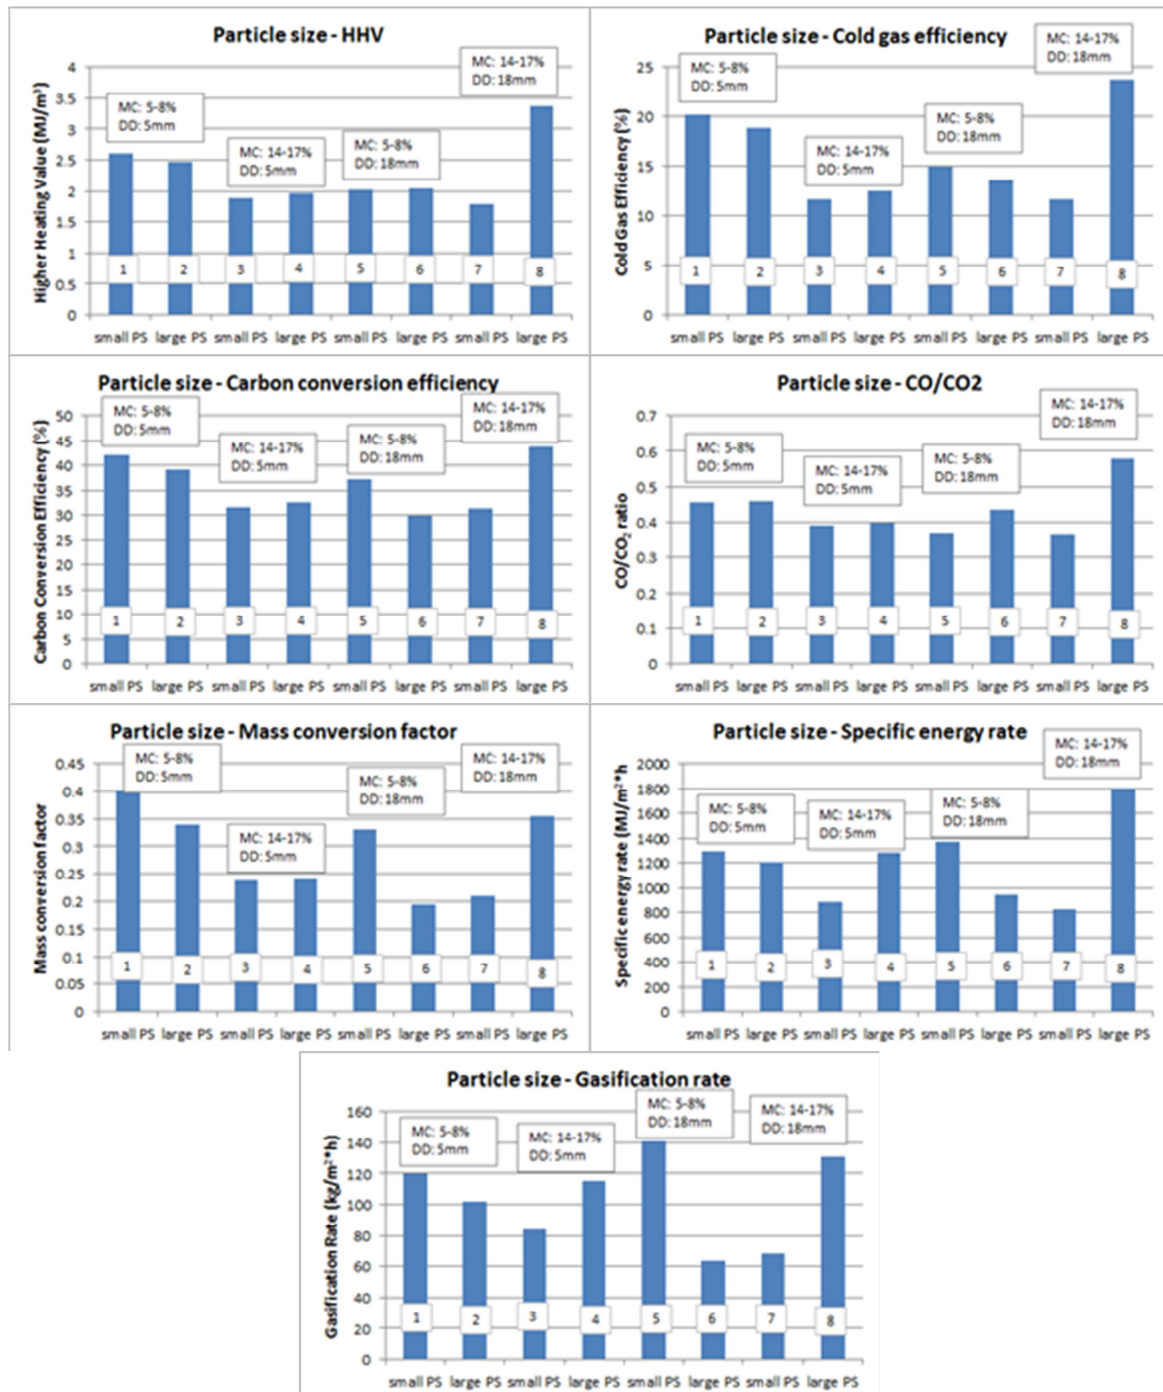 Particle size - HHV
Higher Heating Value (MJ/m³)
4
3.5
3
2.5
2
1.5
1
0.5
0
MC: 5-8%
DD: 5mm
MC: 14-17%
DD: 5mm
MC: 5-8%
DD: 18mm
MC: 14-17%
DD: 18mm
1 2 3 4 5 6 7 8
small PS large PS small PS large PS small PS large PS small PS large PS
Particle size - Cold gas efficiency
Cold Gas Efficiency (%)
25
20
15
10
5
0
MC: 5-8%
DD: 5mm
MC: 14-17%
DD: 5mm
MC: 5-8%
DD: 18mm
MC: 14-17%
DD: 18mm
1 2 3 4 5 6 7 8
small PS large PS small PS large PS small PS large PS small PS large PS
Particle size - Carbon conversion efficiency
Carbon Conversion Efficiency (%)
50
45
40
35
30
25
20
15
10
5
0
MC: 5-8%
DD: 5mm
MC: 14-17%
DD: 5mm
MC: 5-8%
DD: 18mm
MC: 14-17%
DD: 18mm
1 2 3 4 5 6 7 8
small PS large PS small PS large PS small PS large PS small PS large PS
Particle size - CO/CO2
CO/CO₂ ratio
0.7
0.6
0.5
0.4
0.3
0.2
0.1
0
MC: 5-8%
DD: 5mm
MC: 14-17%
DD: 5mm
MC: 5-8%
DD: 18mm
MC: 14-17%
DD: 18mm
1 2 3 4 5 6 7 8
small PS large PS small PS large PS small PS large PS small PS large PS
Particle size - Mass conversion factor
Mass conversion factor
0.45
0.4
0.35
0.3
0.25
0.2
0.15
0.1
0.05
0
MC: 5-8%
DD: 5mm
MC: 14-17%
DD: 5mm
MC: 5-8%
DD: 18mm
MC: 14-17%
DD: 18mm
1 2 3 4 5 6 7 8
small PS large PS small PS large PS small PS large PS small PS large PS
Particle size - Specific energy rate
Specific energy rate (MJ/m²*h)
2000
1800
1600
1400
1200
1000
800
600
400
200
0
MC: 5-8%
DD: 5mm
MC: 14-17%
DD: 5mm
MC: 5-8%
DD: 18mm
MC: 14-17%
DD: 18mm
1 2 3 4 5 6 7 8
small PS large PS small PS large PS small PS large PS small PS large PS
Particle size - Gasification rate
Gasification Rate (kg/m²*h)
160
140
120
100
80
60
40
20
0
MC: 5-8%
DD: 5mm
MC: 14-17%
DD: 5mm
MC: 5-8%
DD: 18mm
MC: 14-17%
DD: 18mm
1 2 3 4 5 6 7 8
small PS large PS small PS large PS small PS large PS small PS large PS